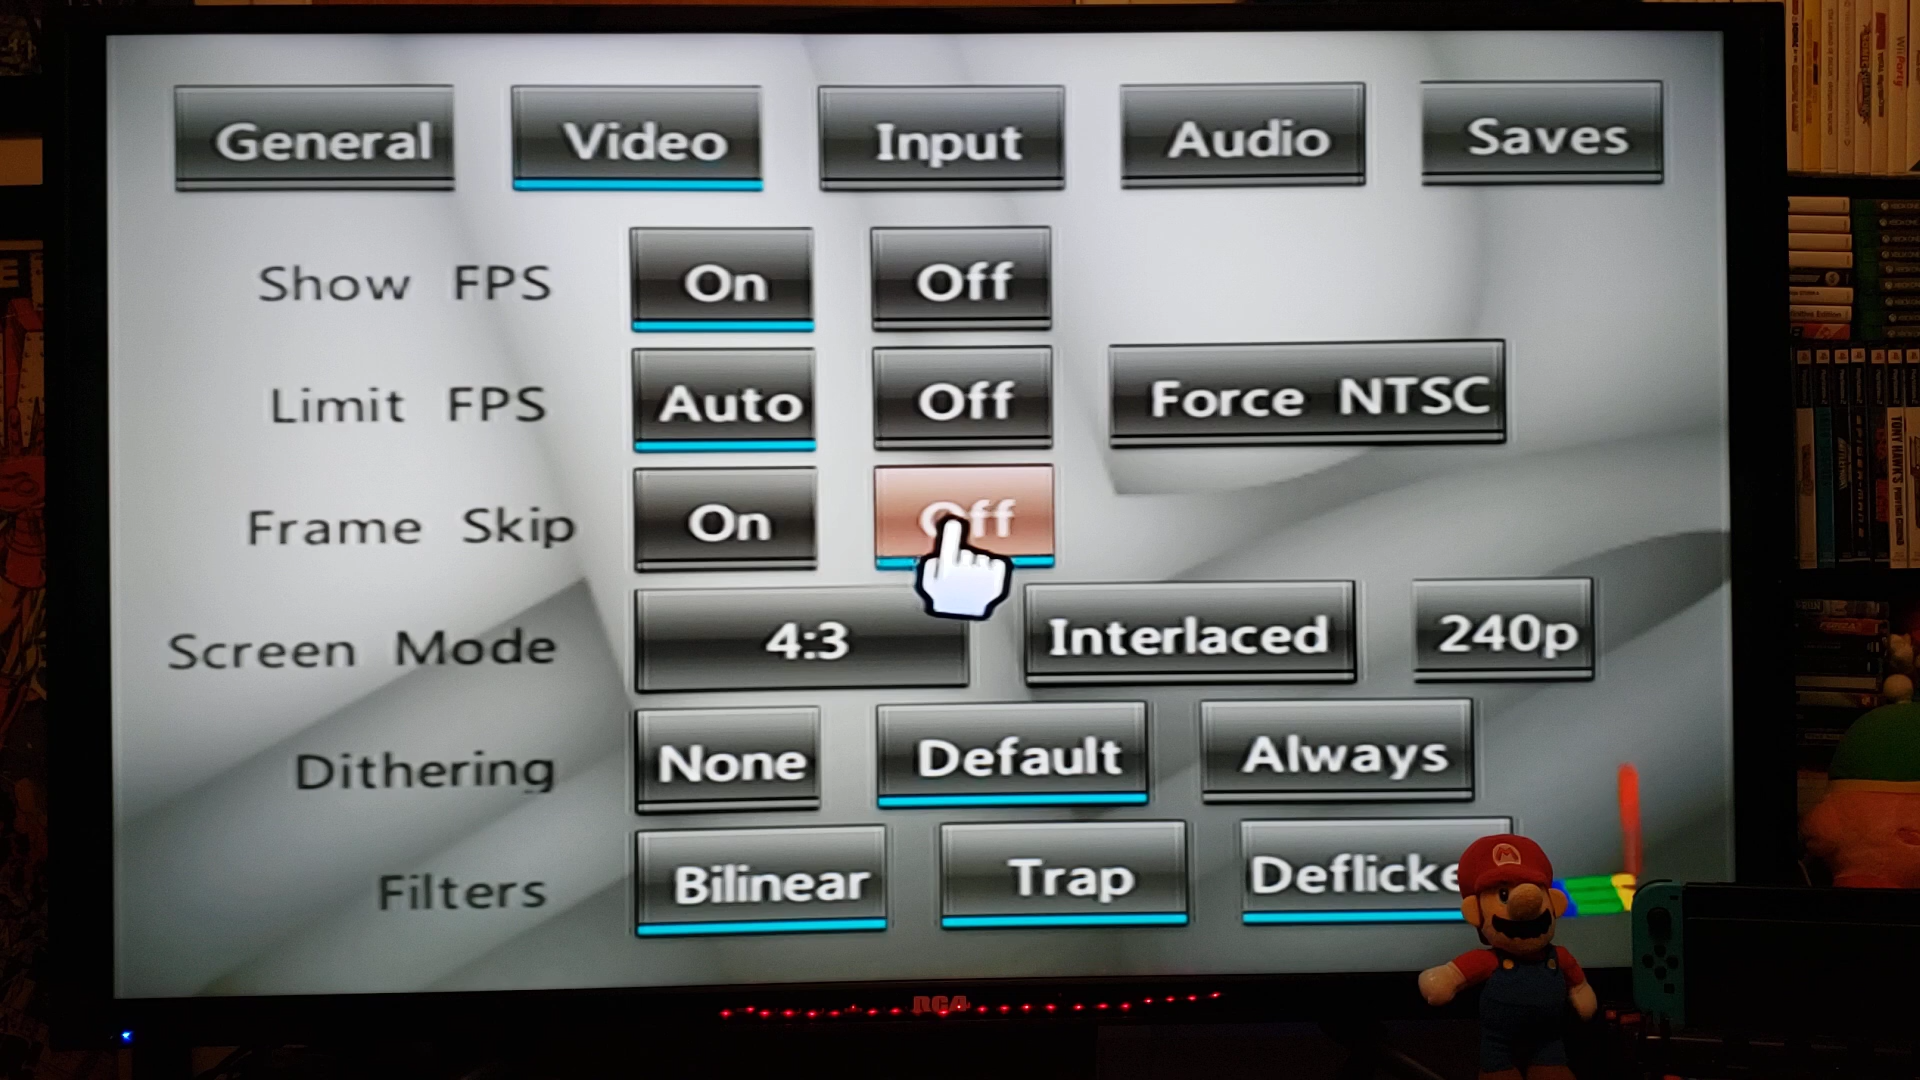 General Video Input Audio Saves
Show FPS On Off
Limit FPS Auto Off Force NTSC
Frame Skip On Off
Screen Mode 4:3 Interlaced 240p
Dithering None Default Always
Filters Bilinear Trap Deflicke
RCA